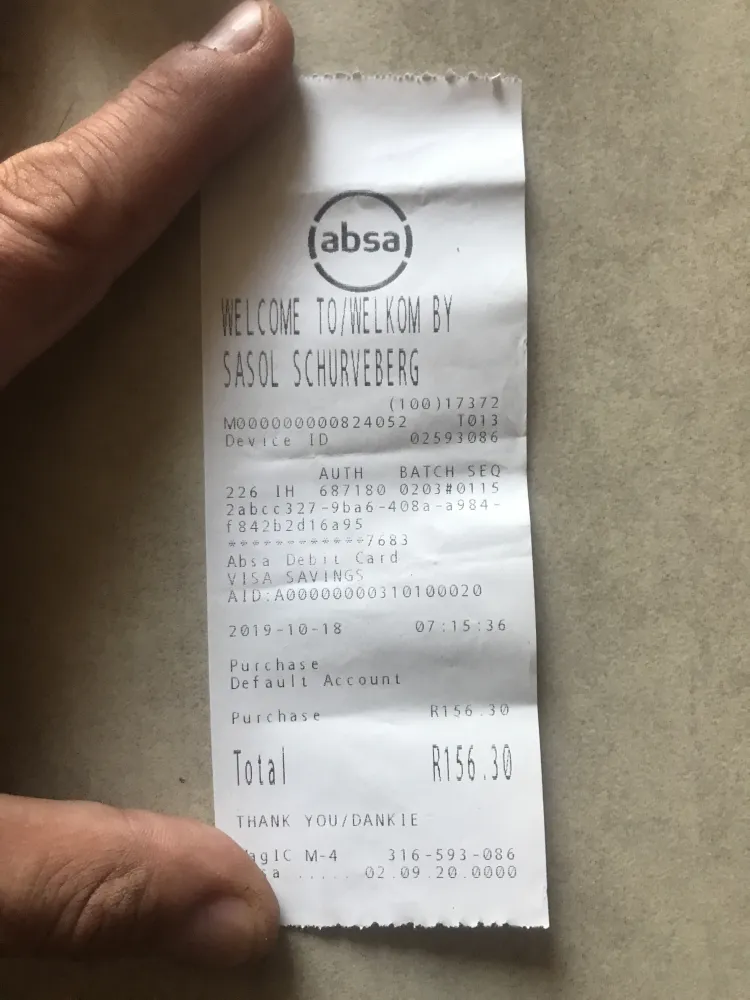 absa
WELCOME TO/WELKOM BY
SASOL SCHURVEBERG
(100)17372
M000000000824052 T013
Device ID 02593086
AUTH BATCH SEQ
226 IH 687180 0203#0115
2abcc327-9ba6-408a-a984-
f842b2d16a95
************7683
Absa Debit Card
VISA SAVINGS
AID:A00000000310100020
2019-10-18 07:15:36
Purchase
Default Account
Purchase R156.30
Total R156.30
THANK YOU/DANKIE
agIC M-4 316-593-086
a ..... 02.09.20.0000